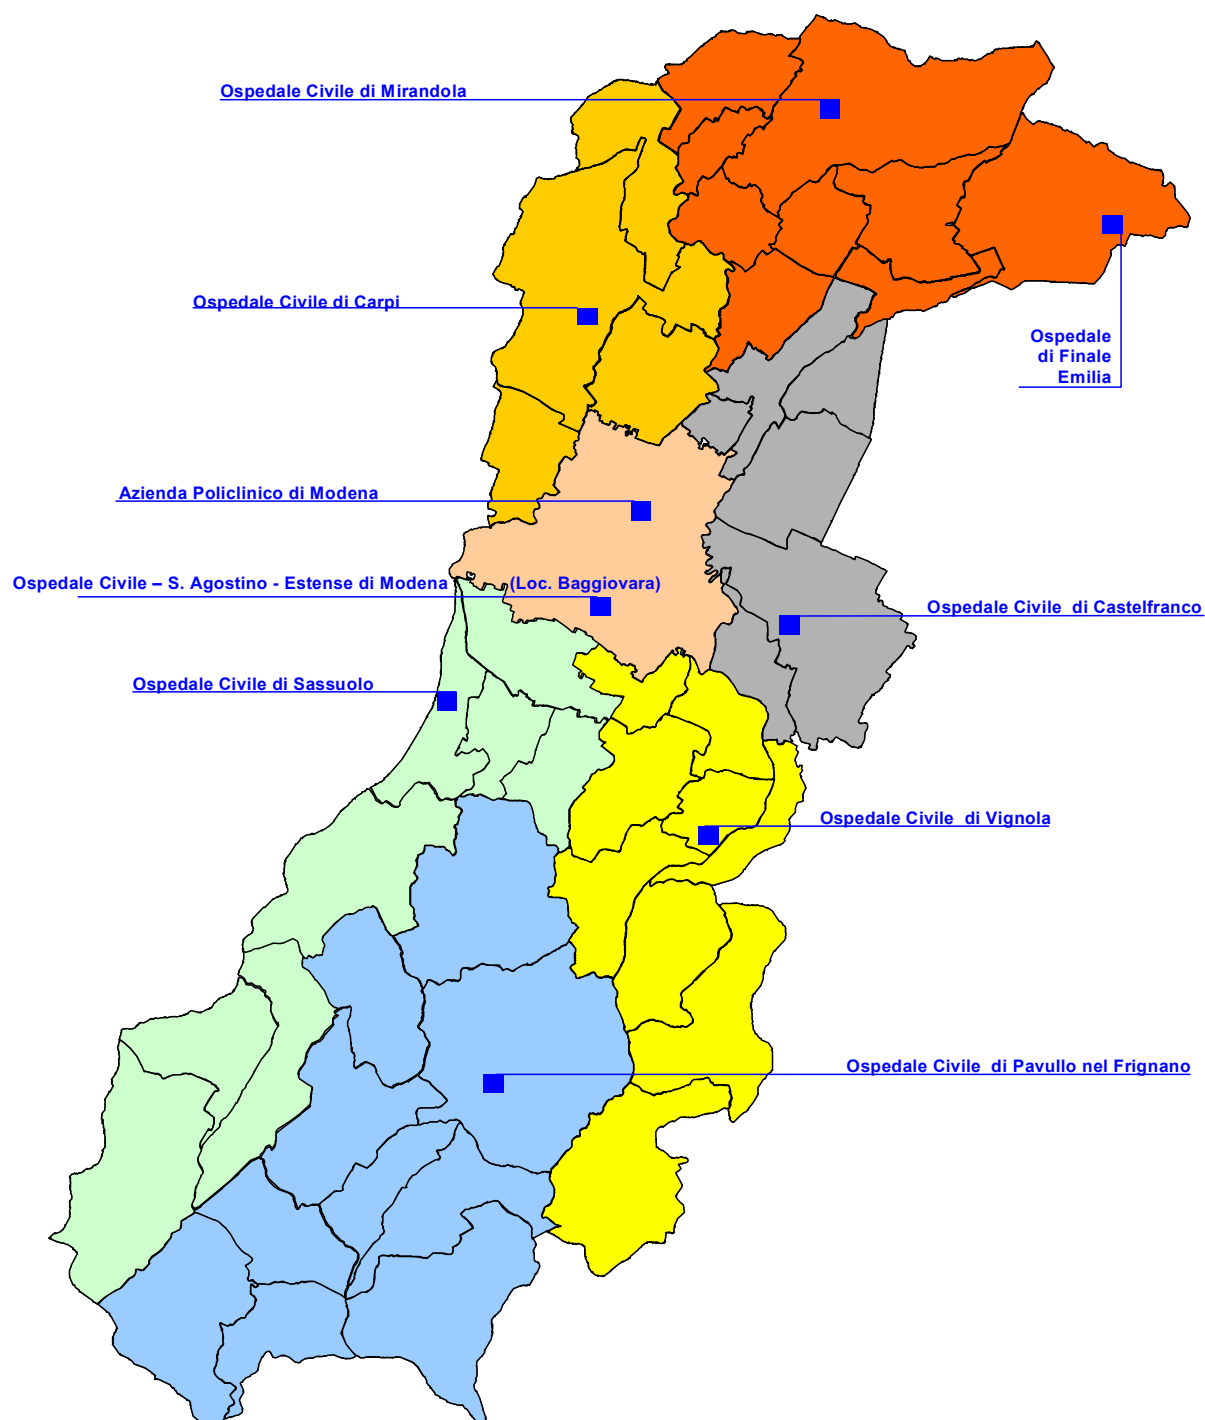 Ospedale Civile di Mirandola
Ospedale Civile di Carpi
Ospedale
di Finale
Emilia
Azienda Policlinico di Modena
Ospedale Civile – S. Agostino - Estense di Modena (Loc. Baggiovara)
Ospedale Civile di Castelfranco
Ospedale Civile di Sassuolo
Ospedale Civile di Vignola
Ospedale Civile di Pavullo nel Frignano